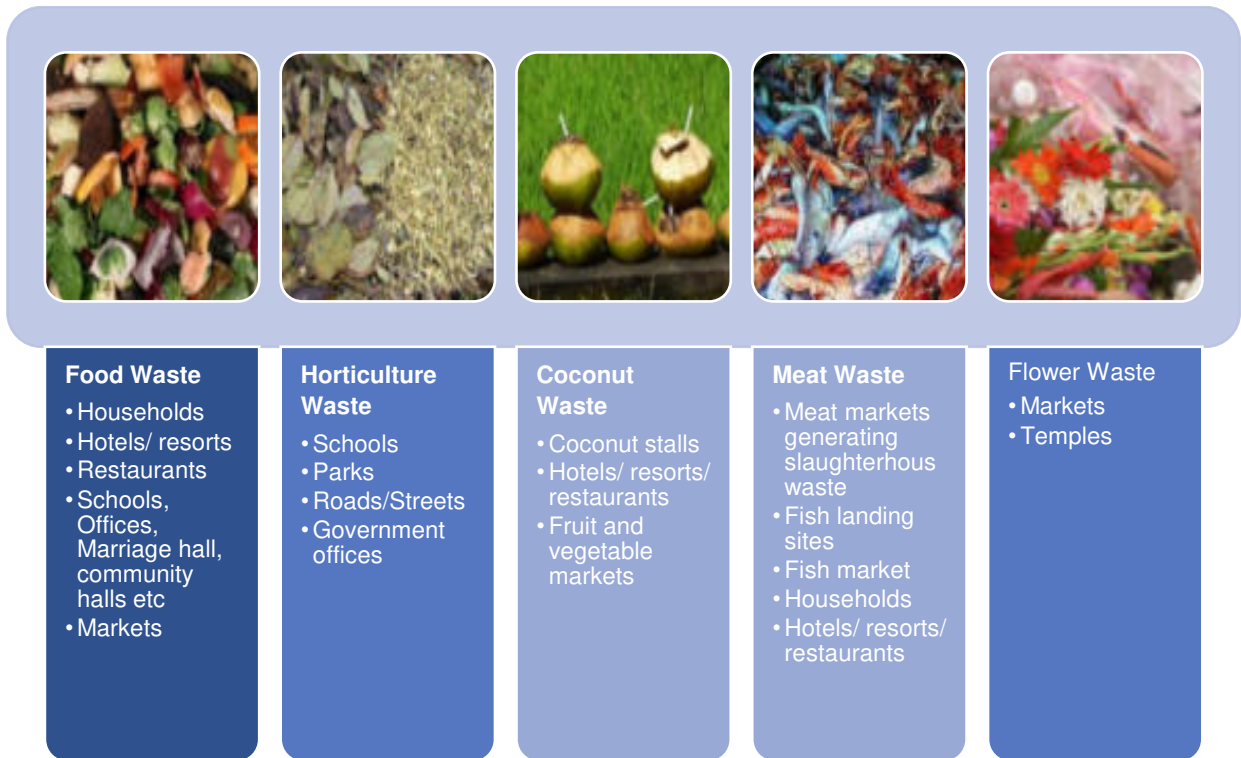 Food Waste
•Households
•Hotels/ resorts
•Restaurants
•Schools,
Offices,
Marriage hall,
community
halls etc
•Markets
Horticulture
Waste
•Schools
•Parks
•Roads/Streets
•Government
offices
Coconut
Waste
•Coconut stalls
•Hotels/ resorts/
restaurants
•Fruit and
vegetable
markets
Meat Waste
•Meat markets
generating
slaughterhous
waste
•Fish landing
sites
•Fish market
•Households
•Hotels/ resorts/
restaurants
Flower Waste
•Markets
•Temples